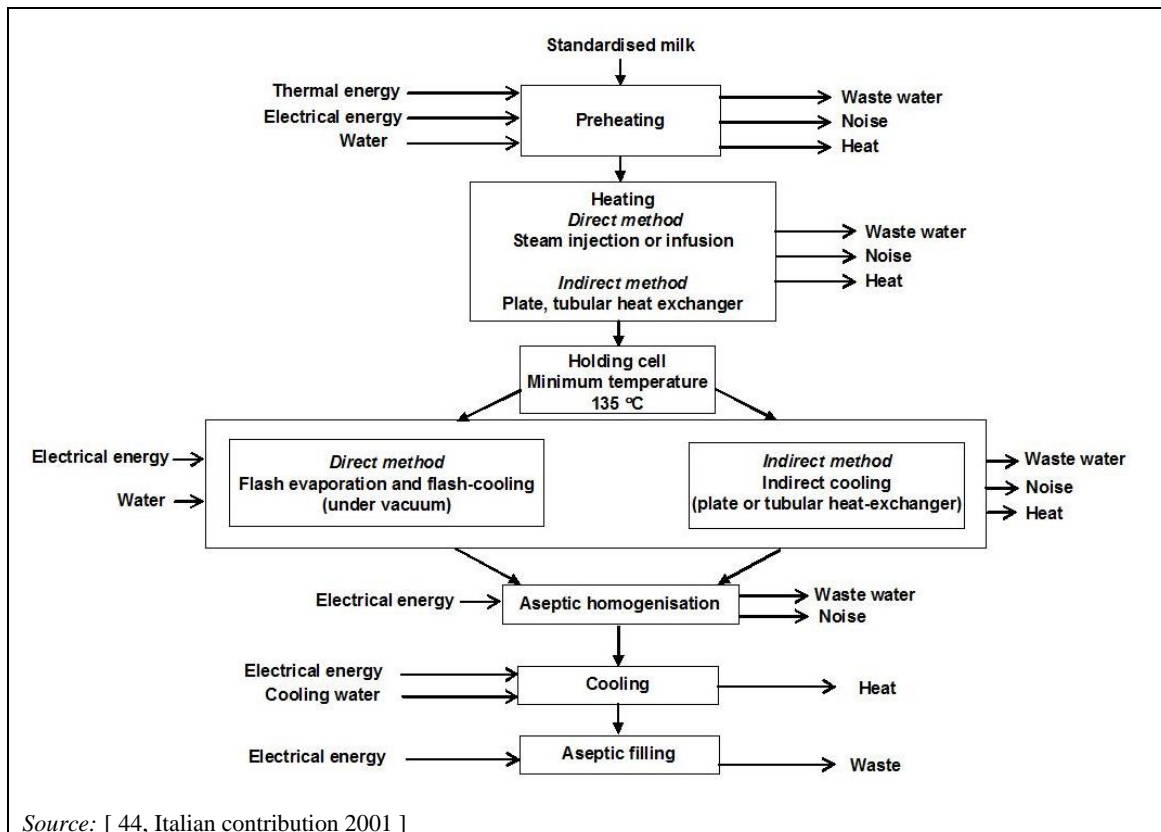 Standardised milk
Thermal energy
Electrical energy
Water
Preheating
Waste water
Noise
Heat
Heating
Direct method
Steam injection or infusion
Indirect method
Plate, tubular heat exchanger
Waste water
Noise
Heat
Holding cell
Minimum temperature
135 ºC
Electrical energy
Water
Direct method
Flash evaporation and flash-cooling
(under vacuum)
Indirect method
Indirect cooling
(plate or tubular heat-exchanger)
Waste water
Noise
Heat
Electrical energy
Aseptic homogenisation
Waste water
Noise
Electrical energy
Cooling water
Cooling
Heat
Electrical energy
Aseptic filling
Waste
Source: [ 44, Italian contribution 2001 ]